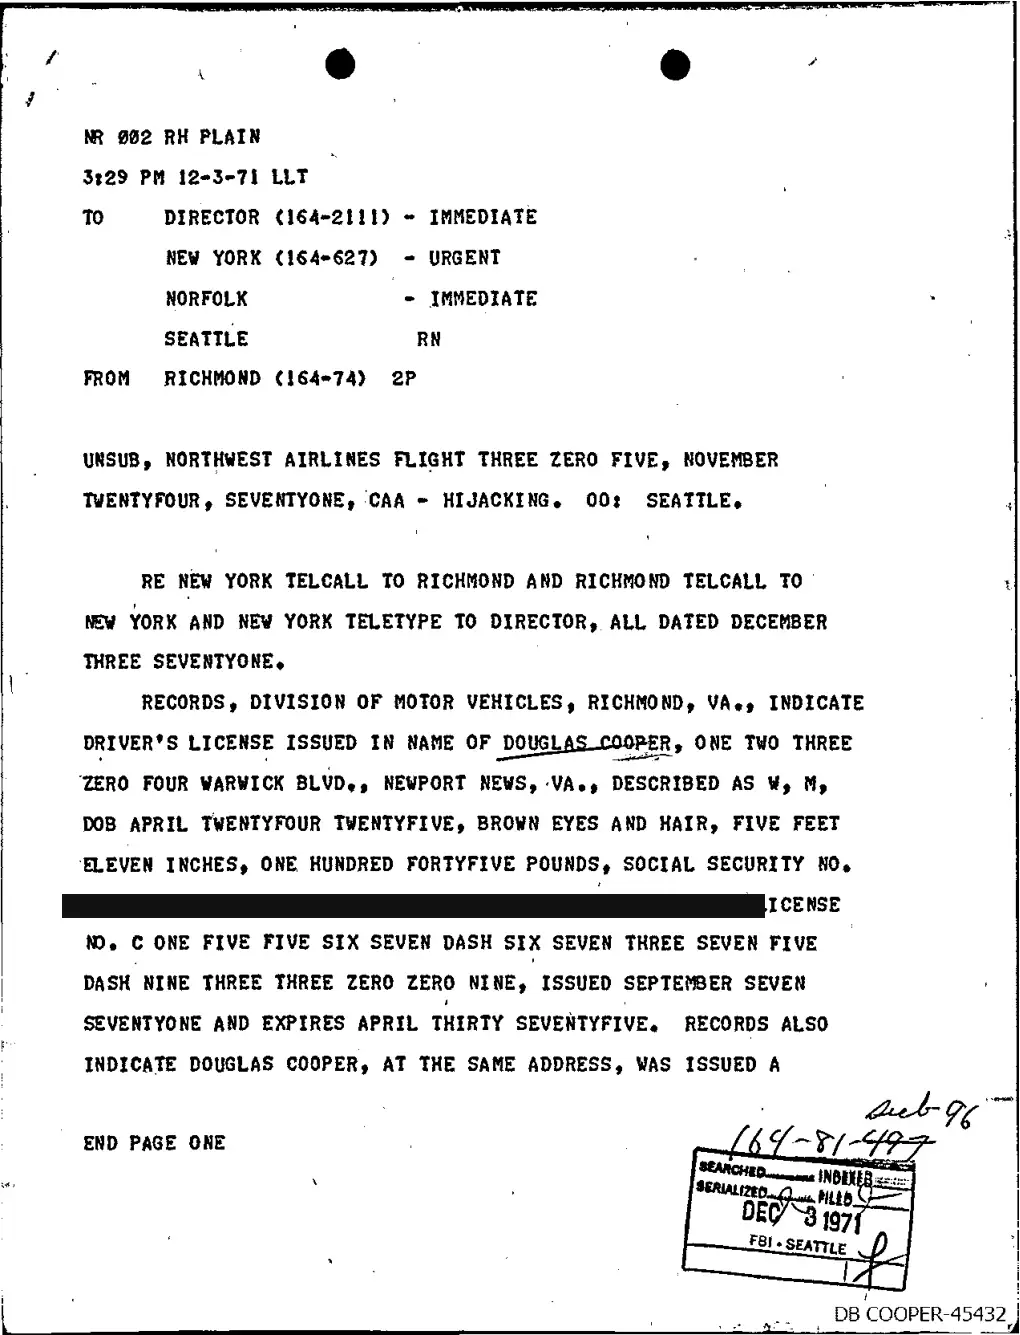 NR 002 RH PLAIN
3:29 PM 12-3-71 LLT
TO DIRECTOR (164-2111) - IMMEDIATE
NEW YORK (164-627) - URGENT
NORFOLK - IMMEDIATE
SEATTLE RN
FROM RICHMOND (164-74) 2P
UNSUB, NORTHWEST AIRLINES FLIGHT THREE ZERO FIVE, NOVEMBER
TWENTYFOUR, SEVENTYONE, CAA - HIJACKING. OO: SEATTLE.
RE NEW YORK TELCALL TO RICHMOND AND RICHMOND TELCALL TO
NEW YORK AND NEW YORK TELETYPE TO DIRECTOR, ALL DATED DECEMBER
THREE SEVENTYONE.
RECORDS, DIVISION OF MOTOR VEHICLES, RICHMOND, VA., INDICATE
DRIVER'S LICENSE ISSUED IN NAME OF DOUGLAS COOPER, ONE TWO THREE
ZERO FOUR WARWICK BLVD., NEWPORT NEWS, VA., DESCRIBED AS W, M,
DOB APRIL TWENTYFOUR TWENTYFIVE, BROWN EYES AND HAIR, FIVE FEET
ELEVEN INCHES, ONE HUNDRED FORTYFIVE POUNDS, SOCIAL SECURITY NO.
ICENSE
NO. C ONE FIVE FIVE SIX SEVEN DASH SIX SEVEN THREE SEVEN FIVE
DASH NINE THREE THREE ZERO ZERO NINE, ISSUED SEPTEMBER SEVEN
SEVENTYONE AND EXPIRES APRIL THIRTY SEVENTYFIVE. RECORDS ALSO
INDICATE DOUGLAS COOPER, AT THE SAME ADDRESS, WAS ISSUED A
END PAGE ONE
Sub-96
164-81-497
SEARCHED INDEXED
SERIALIZED FILED
DEC 3 1971
FBI - SEATTLE
DB COOPER-45432